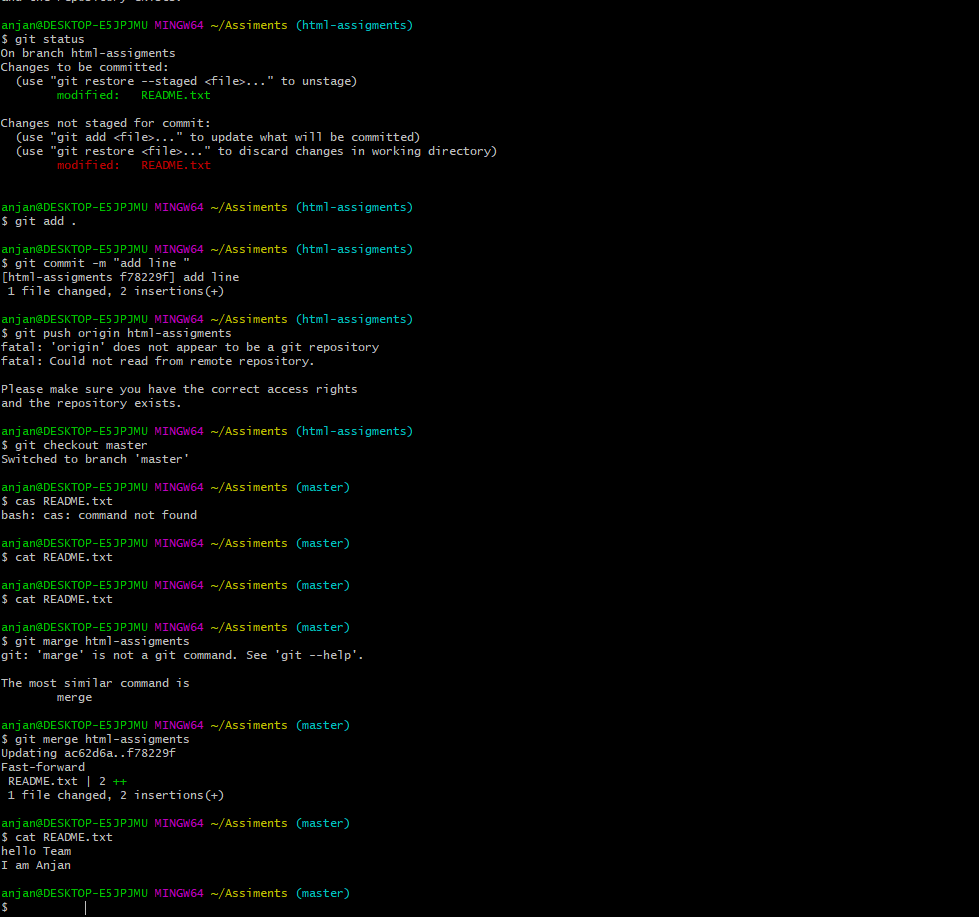 and the repository exists.
anjan@DESKTOP-E5JPJMU MINGW64 ~/Assiments (html-assigments)
$ git status
On branch html-assigments
Changes to be committed:
  (use "git restore --staged <file>..." to unstage)
        modified:   README.txt
Changes not staged for commit:
  (use "git add <file>..." to update what will be committed)
  (use "git restore <file>..." to discard changes in working directory)
        modified:   README.txt
anjan@DESKTOP-E5JPJMU MINGW64 ~/Assiments (html-assigments)
$ git add .
anjan@DESKTOP-E5JPJMU MINGW64 ~/Assiments (html-assigments)
$ git commit -m "add line "
[html-assigments f78229f] add line
 1 file changed, 2 insertions(+)
anjan@DESKTOP-E5JPJMU MINGW64 ~/Assiments (html-assigments)
$ git push origin html-assigments
fatal: 'origin' does not appear to be a git repository
fatal: Could not read from remote repository.
Please make sure you have the correct access rights
and the repository exists.
anjan@DESKTOP-E5JPJMU MINGW64 ~/Assiments (html-assigments)
$ git checkout master
Switched to branch 'master'
anjan@DESKTOP-E5JPJMU MINGW64 ~/Assiments (master)
$ cas README.txt
bash: cas: command not found
anjan@DESKTOP-E5JPJMU MINGW64 ~/Assiments (master)
$ cat README.txt
anjan@DESKTOP-E5JPJMU MINGW64 ~/Assiments (master)
$ cat README.txt
anjan@DESKTOP-E5JPJMU MINGW64 ~/Assiments (master)
$ git marge html-assigments
git: 'marge' is not a git command. See 'git --help'.
The most similar command is
        merge
anjan@DESKTOP-E5JPJMU MINGW64 ~/Assiments (master)
$ git merge html-assigments
Updating ac62d6a..f78229f
Fast-forward
 README.txt | 2 ++
 1 file changed, 2 insertions(+)
anjan@DESKTOP-E5JPJMU MINGW64 ~/Assiments (master)
$ cat README.txt
hello Team
I am Anjan
anjan@DESKTOP-E5JPJMU MINGW64 ~/Assiments (master)
$